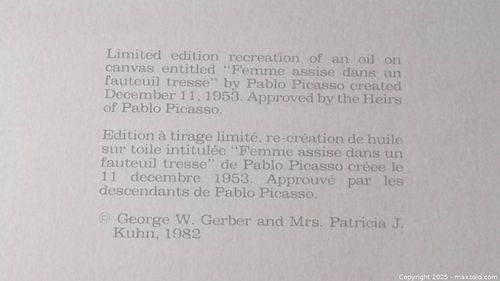 Limited edition recreation of an oil on
canvas entitled "Femme assise dans un
fauteuil tresse" by Pablo Picasso created
December 11, 1953. Approved by the Heirs
of Pablo Picasso.
Edition à tirage limité, re-création de huile
sur toile intitulée "Femme assise dans un
fauteuil tresse" de Pablo Picasso créee le
11 decembre 1953. Approuvé par les
descendants de Pablo Picasso.
© George W. Gerber and Mrs. Patricia J.
Kuhn, 1982
Copyright © 2025 - www.maxsold.com